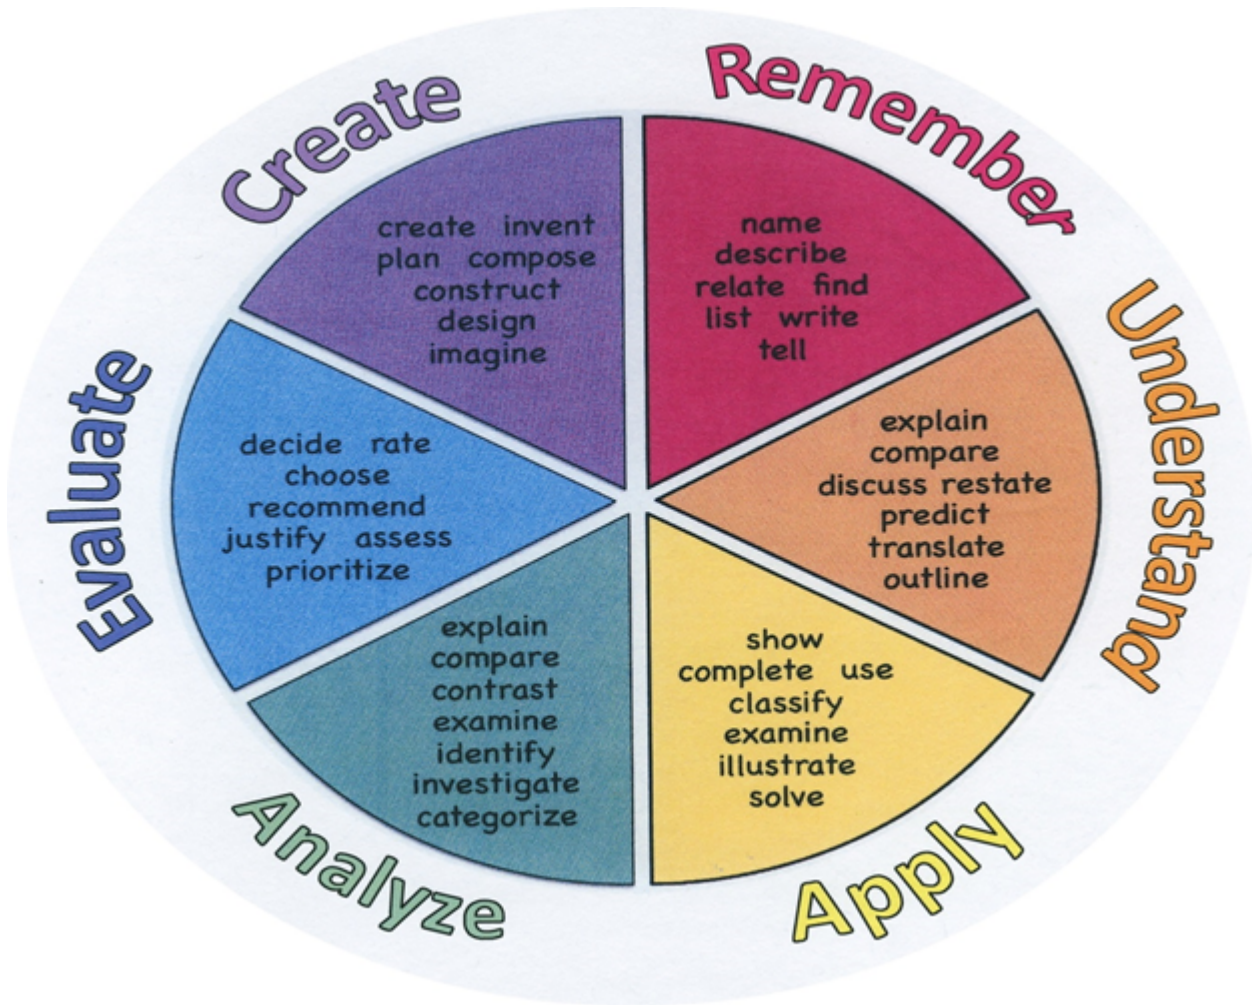 Remember
name
describe
relate find
list write
tell
Understand
explain
compare
discuss restate
predict
translate
outline
Apply
show
complete use
classify
examine
illustrate
solve
Analyze
explain
compare
contrast
examine
identify
investigate
categorize
Evaluate
decide rate
choose
recommend
justify assess
prioritize
Create
create invent
plan compose
construct
design
imagine